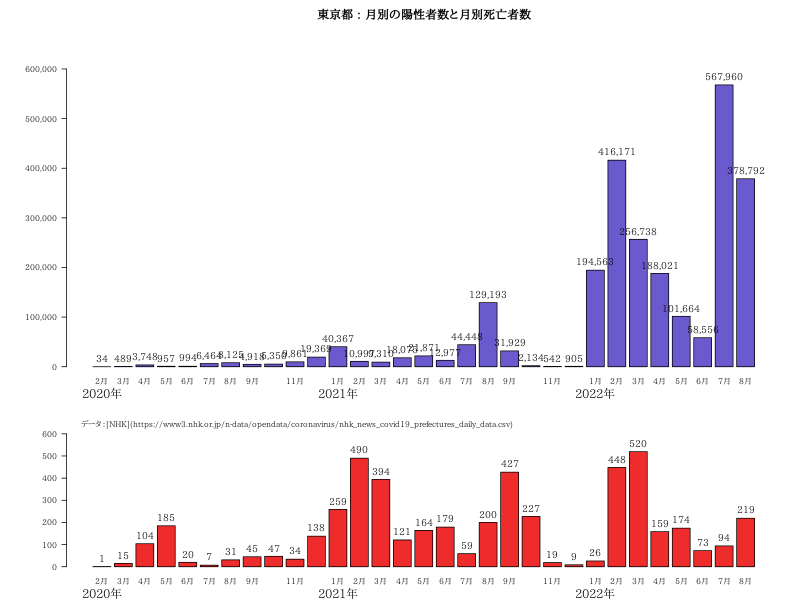 東京都：月別の陽性者数と月別死亡者数
600,000
500,000
400,000
300,000
200,000
100,000
0
34 489 3,748 957 994 6,464 8,125 4,918 5,350 9,861 19,369 40,367 10,997 18,075 21,871 12,977 44,448 129,193 31,929 2,134 542 905 194,563 416,171 256,738 188,021 101,664 58,556 567,960 378,792
2月 3月 4月 5月 6月 7月 8月 9月 11月 1月 2月 3月 4月 5月 6月 7月 8月 9月 11月 1月 2月 3月 4月 5月 6月 7月 8月
2020年 2021年 2022年
データ：[NHK](https://www3.nhk.or.jp/n-data/opendata/coronavirus/nhk_news_covid19_prefectures_daily_data.csv)
600
500
400
300
200
100
0
1 15 104 185 20 7 31 45 47 34 138 259 490 394 121 164 179 59 200 427 227 19 9 26 448 520 159 174 73 94 219
2月 3月 4月 5月 6月 7月 8月 9月 11月 1月 2月 3月 4月 5月 6月 7月 8月 9月 11月 1月 2月 3月 4月 5月 6月 7月 8月
2020年 2021年 2022年